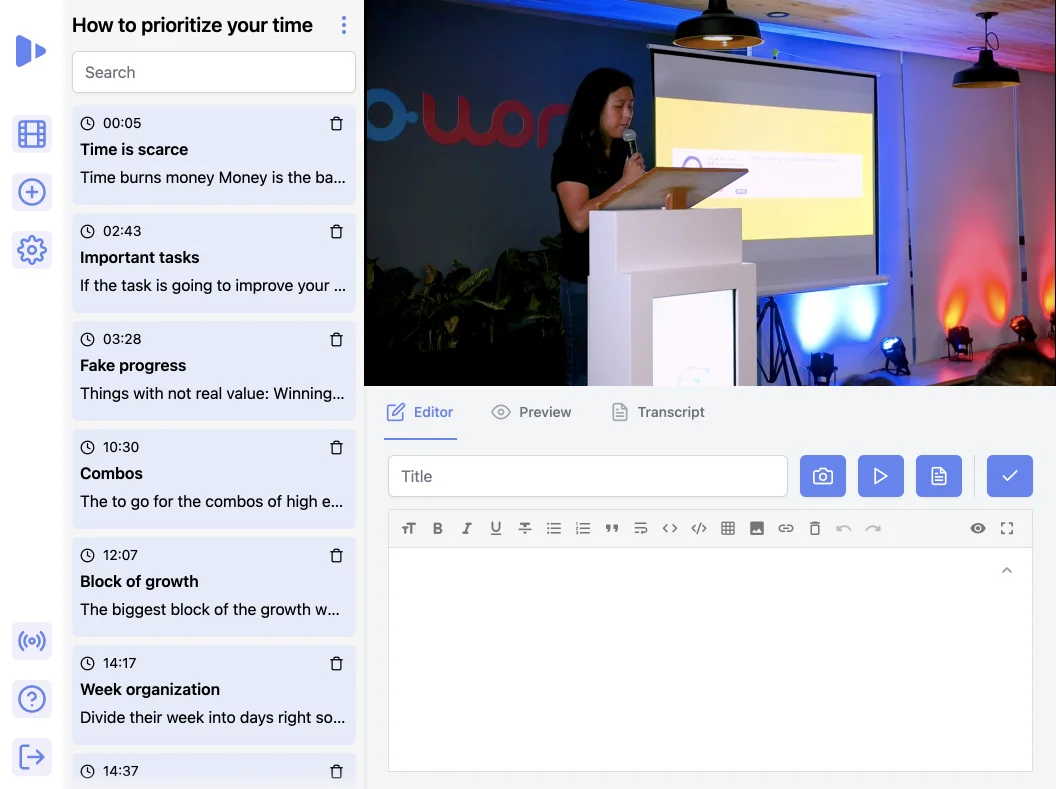 How to prioritize your time
Search
00:05
Time is scarce
Time burns money Money is the ba...
02:43
Important tasks
If the task is going to improve your ...
03:28
Fake progress
Things with not real value: Winning...
10:30
Combos
The to go for the combos of high e...
12:07
Block of growth
The biggest block of the growth w...
14:17
Week organization
Divide their week into days right so...
14:37
Editor
Preview
Transcript
Title